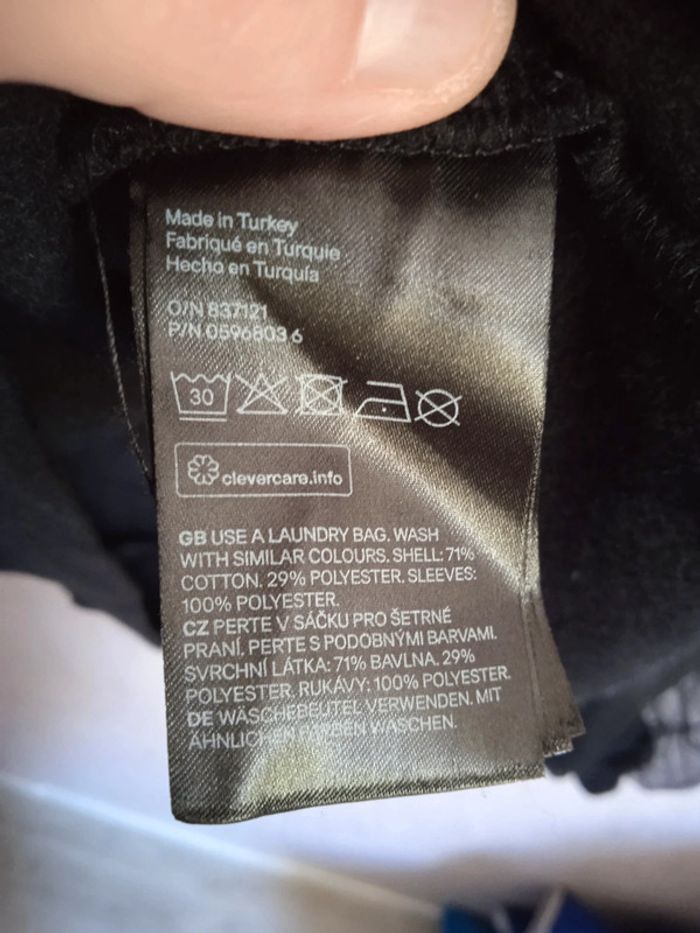 Made in Turkey
Fabriqué en Turquie
Hecho en Turquía
O/N 837121
P/N 0596803 6
30
clevercare.info
GB USE A LAUNDRY BAG. WASH
WITH SIMILAR COLOURS. SHELL: 71%
COTTON. 29% POLYESTER. SLEEVES:
100% POLYESTER.
CZ PERTE V SÁČKU PRO ŠETRNÉ
PRANÍ. PERTE S PODOBNÝMI BARVAMI.
SVRCHNÍ LÁTKA: 71% BAVLNA. 29%
POLYESTER. RUKÁVY: 100% POLYESTER.
DE WÄSCHEBEUTEL VERWENDEN. MIT
ÄHNLICHEN FARBEN WASCHEN.